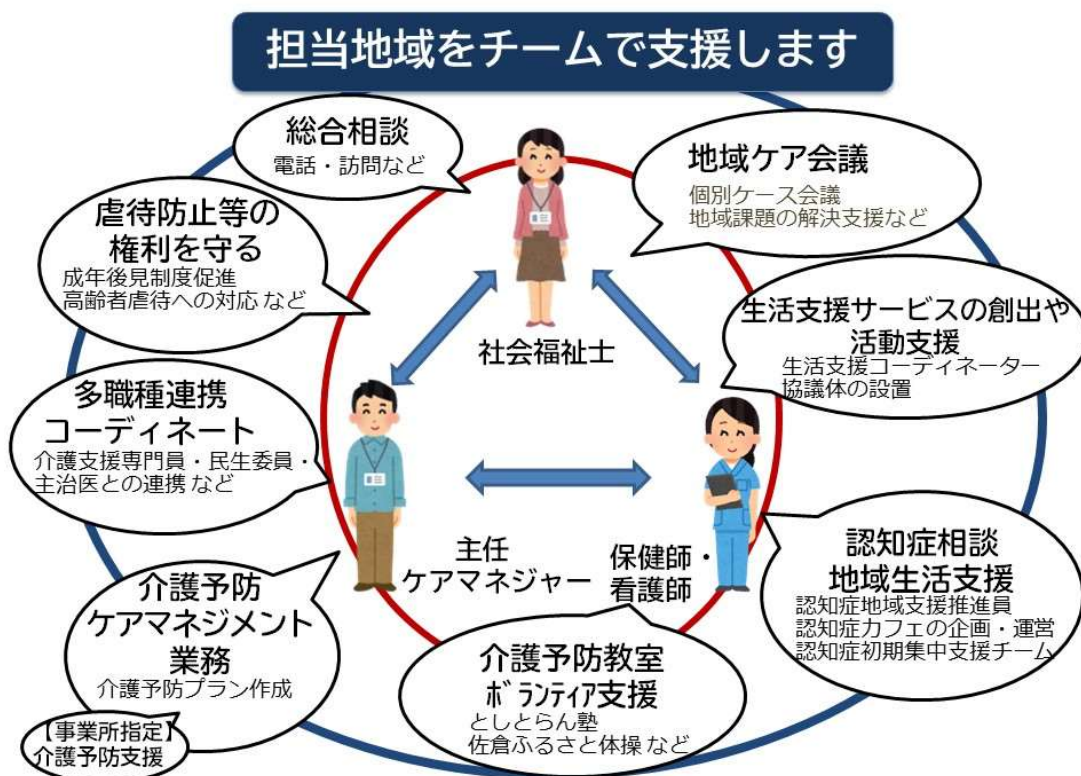 担当地域をチームで支援します
総合相談
電話・訪問など
地域ケア会議
個別ケース会議
地域課題の解決支援など
虐待防止等の
権利を守る
成年後見制度促進
高齢者虐待への対応 など
生活支援サービスの創出や
活動支援
生活支援コーディネーター
協議体の設置
社会福祉士
多職種連携
コーディネート
介護支援専門員・民生委員・
主治医との連携 など
主任
ケアマネジャー
保健師・
看護師
認知症相談
地域生活支援
認知症地域支援推進員
認知症カフェの企画・運営
認知症初期集中支援チーム
介護予防
ケアマネジメント
業務
介護予防プラン作成
【事業所指定】
介護予防支援
介護予防教室
ボランティア支援
としとらん塾
佐倉ふるさと体操 など